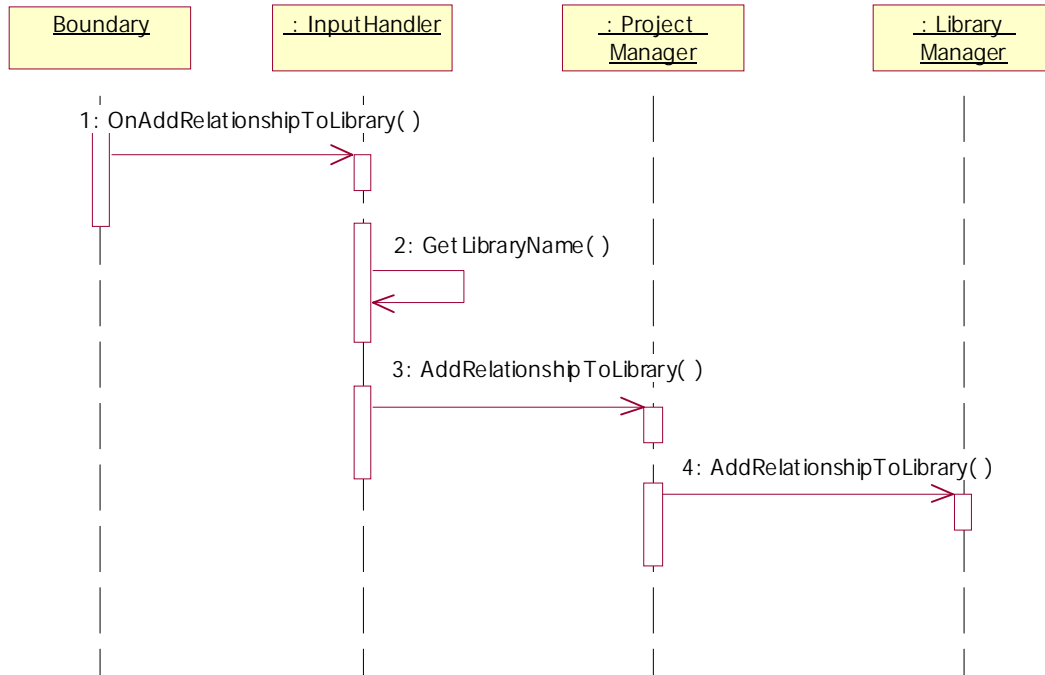 Boundary
: InputHandler
: Project
Manager
: Library
Manager
1: OnAddRelationshipToLibrary( )
2: GetLibraryName( )
3: AddRelationshipToLibrary( )
4: AddRelationshipToLibrary( )